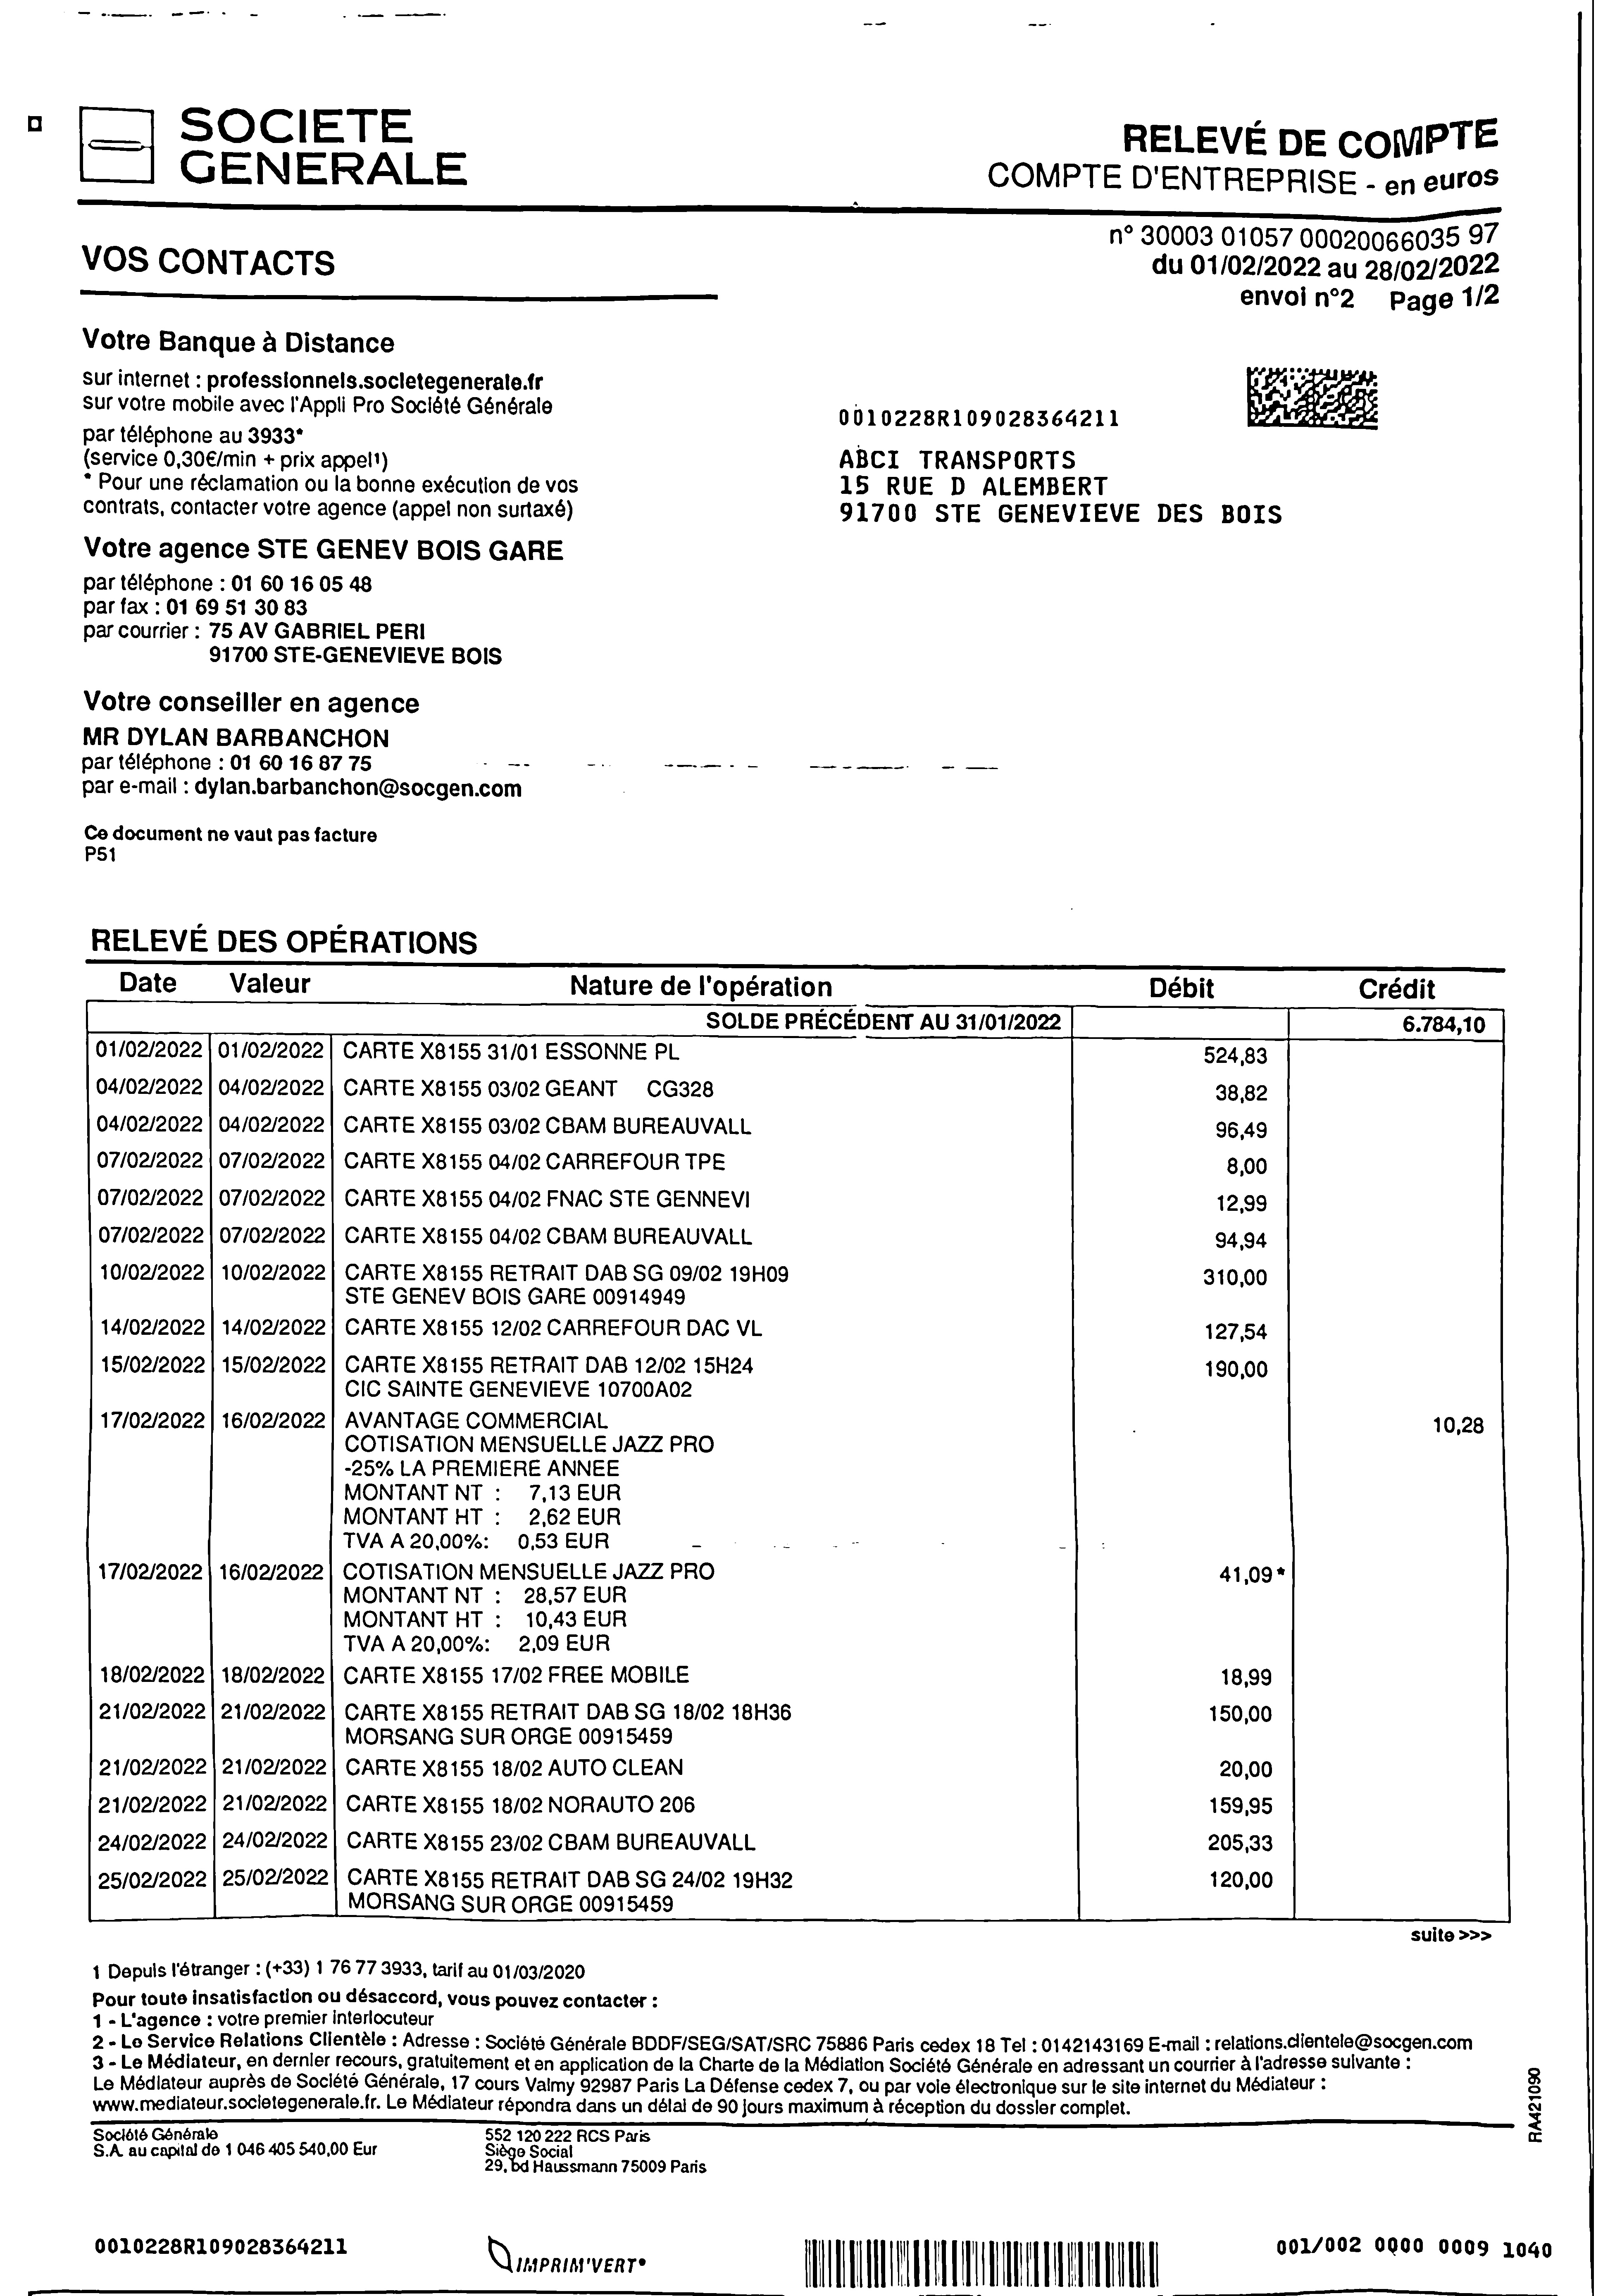 SOCIETE
GENERALE
RELEVÉ DE COMPTE
COMPTE D'ENTREPRISE - en euros
n° 30003 01057 00020066035 97
du 01/02/2022 au 28/02/2022
envoi n°2 Page 1/2
VOS CONTACTS
Votre Banque à Distance
sur internet : professionnels.societegenerale.fr
sur votre mobile avec l'Appli Pro Société Générale
par téléphone au 3933*
(service 0,30€/min + prix appel¹)
* Pour une réclamation ou la bonne exécution de vos
contrats, contacter votre agence (appel non surtaxé)
0010228R109028364211
ABCI TRANSPORTS
15 RUE D ALEMBERT
91700 STE GENEVIEVE DES BOIS
Votre agence STE GENEV BOIS GARE
par téléphone : 01 60 16 05 48
par fax : 01 69 51 30 83
par courrier : 75 AV GABRIEL PERI
91700 STE-GENEVIEVE BOIS
Votre conseiller en agence
MR DYLAN BARBANCHON
par téléphone : 01 60 16 87 75
par e-mail : dylan.barbanchon@socgen.com
Ce document ne vaut pas facture
P51
RELEVÉ DES OPÉRATIONS
Date Valeur Nature de l'opération Débit Crédit
SOLDE PRÉCÉDENT AU 31/01/2022 6.784,10
01/02/2022 01/02/2022 CARTE X8155 31/01 ESSONNE PL 524,83
04/02/2022 04/02/2022 CARTE X8155 03/02 GEANT CG328 38,82
04/02/2022 04/02/2022 CARTE X8155 03/02 CBAM BUREAUVALL 96,49
07/02/2022 07/02/2022 CARTE X8155 04/02 CARREFOUR TPE 8,00
07/02/2022 07/02/2022 CARTE X8155 04/02 FNAC STE GENNEVI 12,99
07/02/2022 07/02/2022 CARTE X8155 04/02 CBAM BUREAUVALL 94,94
10/02/2022 10/02/2022 CARTE X8155 RETRAIT DAB SG 09/02 19H09 310,00
STE GENEV BOIS GARE 00914949
14/02/2022 14/02/2022 CARTE X8155 12/02 CARREFOUR DAC VL 127,54
15/02/2022 15/02/2022 CARTE X8155 RETRAIT DAB 12/02 15H24 190,00
CIC SAINTE GENEVIEVE 10700A02
17/02/2022 16/02/2022 AVANTAGE COMMERCIAL 10,28
COTISATION MENSUELLE JAZZ PRO
-25% LA PREMIERE ANNEE
MONTANT NT : 7,13 EUR
MONTANT HT : 2,62 EUR
TVA A 20,00%: 0,53 EUR
17/02/2022 16/02/2022 COTISATION MENSUELLE JAZZ PRO 41,09 *
MONTANT NT : 28,57 EUR
MONTANT HT : 10,43 EUR
TVA A 20,00%: 2,09 EUR
18/02/2022 18/02/2022 CARTE X8155 17/02 FREE MOBILE 18,99
21/02/2022 21/02/2022 CARTE X8155 RETRAIT DAB SG 18/02 18H36 150,00
MORSANG SUR ORGE 00915459
21/02/2022 21/02/2022 CARTE X8155 18/02 AUTO CLEAN 20,00
21/02/2022 21/02/2022 CARTE X8155 18/02 NORAUTO 206 159,95
24/02/2022 24/02/2022 CARTE X8155 23/02 CBAM BUREAUVALL 205,33
25/02/2022 25/02/2022 CARTE X8155 RETRAIT DAB SG 24/02 19H32 120,00
MORSANG SUR ORGE 00915459
suite >>>
1 Depuis l'étranger : (+33) 1 76 77 3933, tarif au 01/03/2020
Pour toute insatisfaction ou désaccord, vous pouvez contacter :
1 - L'agence : votre premier interlocuteur
2 - Le Service Relations Clientèle : Adresse : Société Générale BDDF/SEG/SAT/SRC 75886 Paris cedex 18 Tel : 0142143169 E-mail : relations.clientele@socgen.com
3 - Le Médiateur, en dernier recours, gratuitement et en application de la Charte de la Médiation Société Générale en adressant un courrier à l'adresse suivante :
Le Médiateur auprès de Société Générale, 17 cours Valmy 92987 Paris La Défense cedex 7, ou par voie électronique sur le site internet du Médiateur :
www.mediateur.societegenerale.fr. Le Médiateur répondra dans un délai de 90 jours maximum à réception du dossier complet.
RA421090
Société Générale
S.A. au capital de 1 046 405 540,00 Eur
552 120 222 RCS Paris
Siège Social
29, bd Haussmann 75009 Paris
0010228R109028364211
IMPRIM'VERT®
001/002 0000 0009 1040